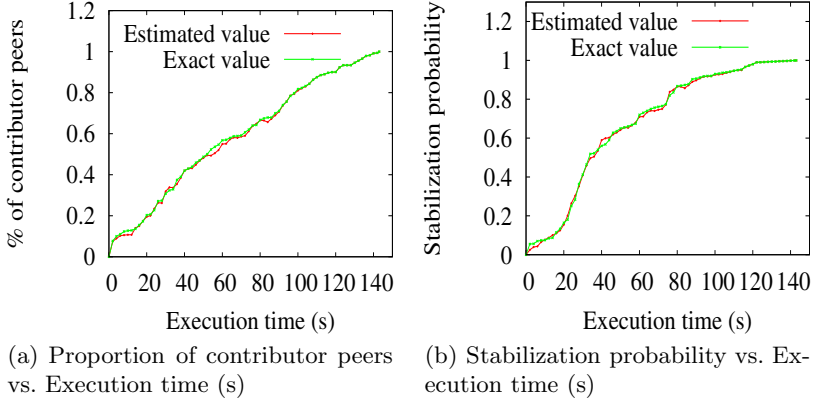 % of contributor peers
1.2
1
0.8
0.6
0.4
0.2
0
Estimated value
Exact value
0 20 40 60 80 100 120 140
Execution time (s)
(a) Proportion of contributor peers
vs. Execution time (s)
Stabilization probability
1.2
1
0.8
0.6
0.4
0.2
0
Estimated value
Exact value
0 20 40 60 80 100 120 140
Execution time (s)
(b) Stabilization probability vs. Ex-
ecution time (s)